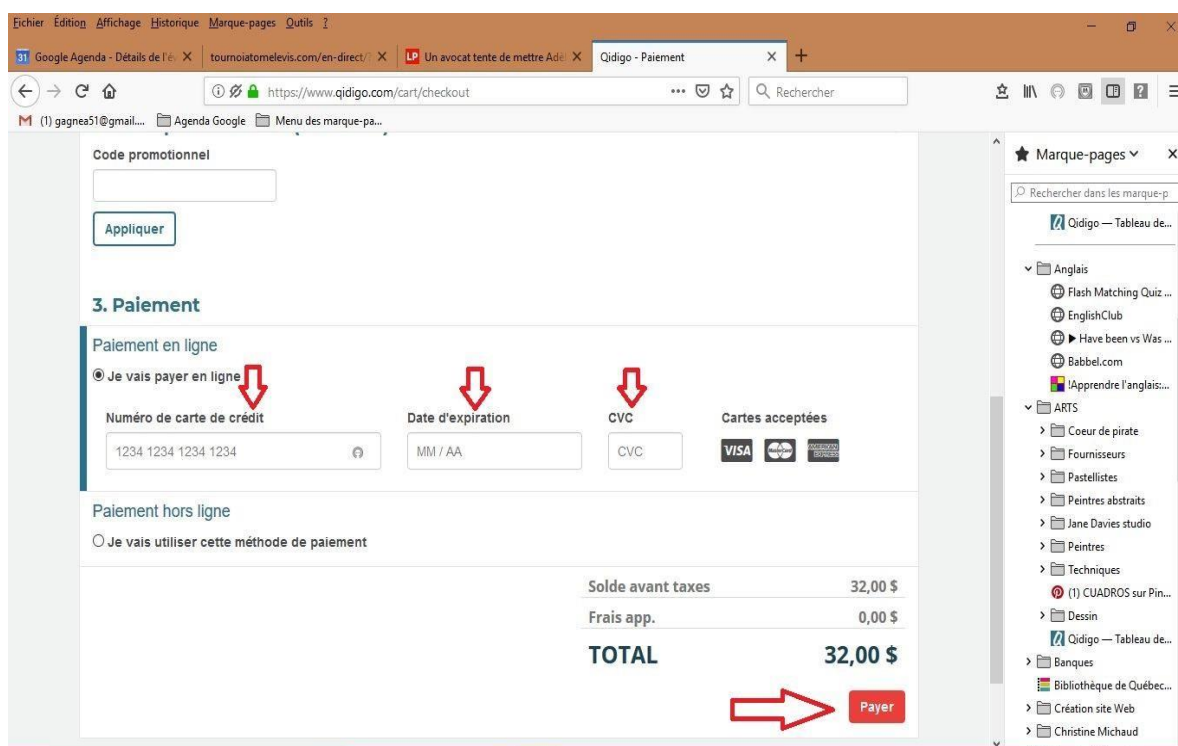 Fichier Édition Affichage Historique Marque-pages Outils ?
31 Google Agenda - Détails de l'é
tournoiatomelevis.com/en-direct/
LP Un avocat tente de mettre Adèl
Qidigo - Paiement
https://www.qidigo.com/cart/checkout
Rechercher
(1) gagnea51@gmail....
Agenda Google
Menu des marque-pa...
Code promotionnel
Appliquer
3. Paiement
Paiement en ligne
Je vais payer en ligne
Numéro de carte de crédit
Date d'expiration
CVC
Cartes acceptées
1234 1234 1234 1234
MM / AA
CVC
VISA
Paiement hors ligne
Je vais utiliser cette méthode de paiement
Solde avant taxes 32,00 $
Frais app. 0,00 $
TOTAL 32,00 $
Payer
Marque-pages
Rechercher dans les marque-p
Qidigo — Tableau de...
Anglais
Flash Matching Quiz ...
EnglishClub
▶ Have been vs Was ...
Babbel.com
!Apprendre l'anglais:...
ARTS
Coeur de pirate
Fournisseurs
Pastellistes
Peintres abstraits
Jane Davies studio
Peintres
Techniques
(1) CUADROS sur Pin...
Dessin
Qidigo — Tableau de...
Banques
Bibliothèque de Québec...
Création site Web
Christine Michaud